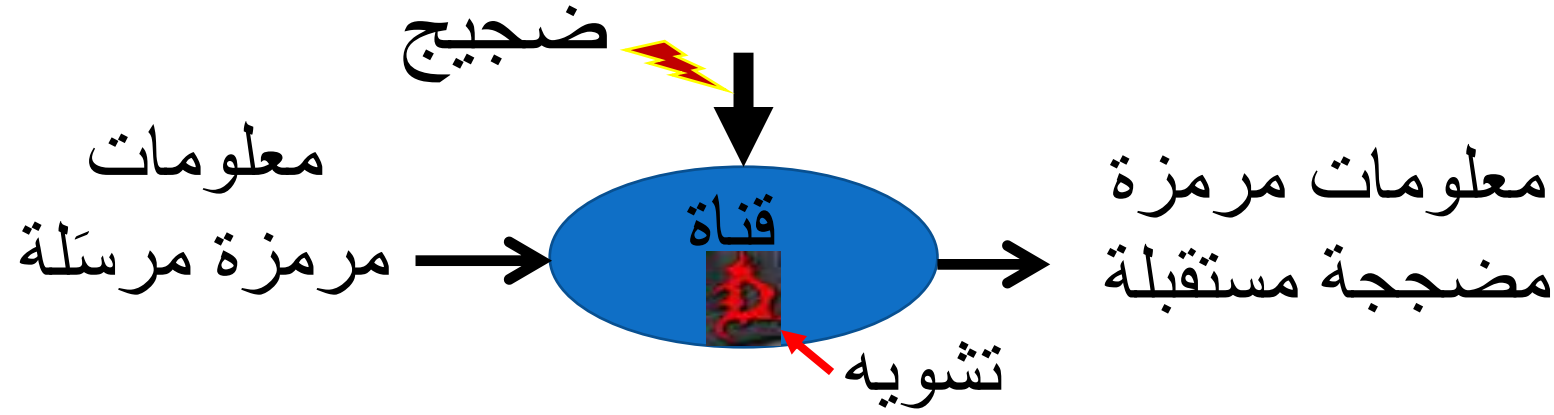 ضجيج
معلومات
مرمزة مرسَلة
قناة
D
تشويه
معلومات مرمزة
مضججة مستقبلة